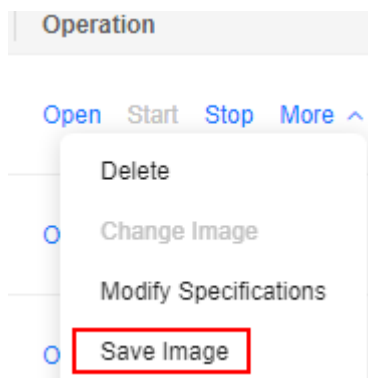 Operation
Open Start Stop More
Delete
O Change Image
Modify Specifications
O Save Image